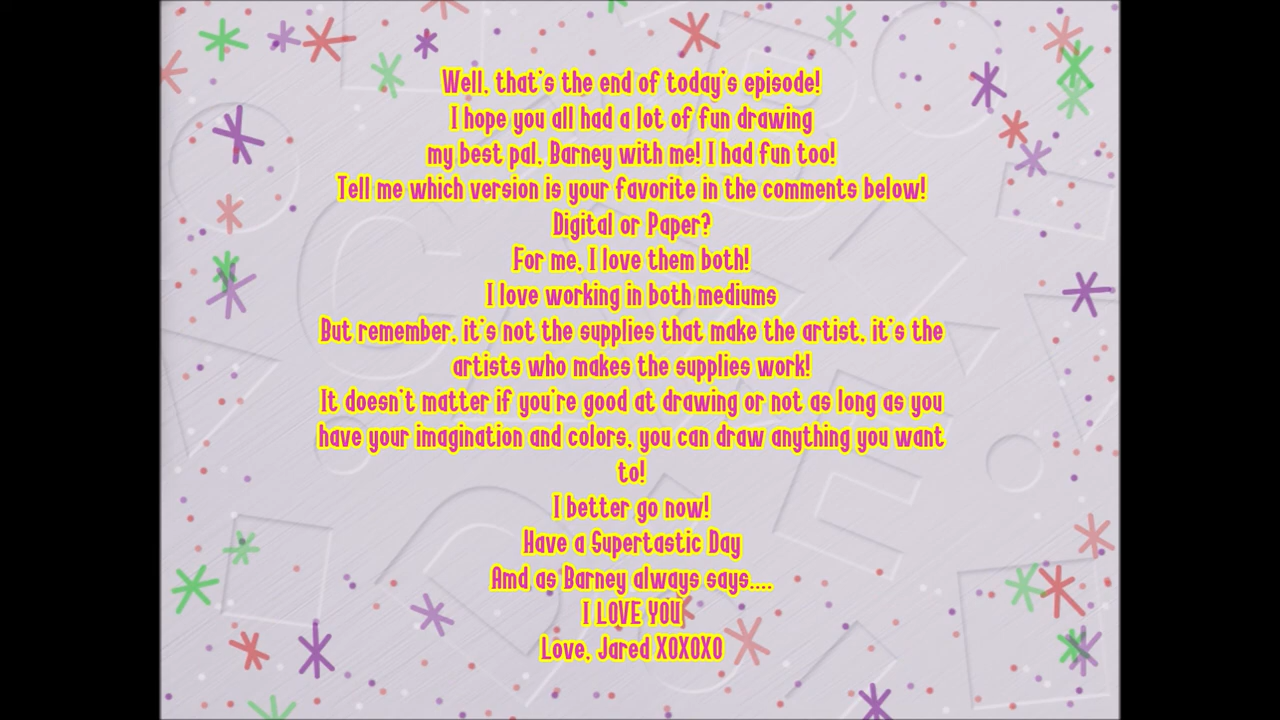 Well, that's the end of today's episode!
I hope you all had a lot of fun drawing
my best pal, Barney with me! I had fun too!
Tell me which version is your favorite in the comments below!
Digital or Paper?
For me, I love them both!
I love working in both mediums
But remember, it's not the supplies that make the artist, it's the
artists who makes the supplies work!
It doesn't matter if you're good at drawing or not as long as you
have your imagination and colors, you can draw anything you want
to!
I better go now!
Have a Supertastic Day
Amd as Barney always says....
I LOVE YOU
Love, Jared XOXOXO